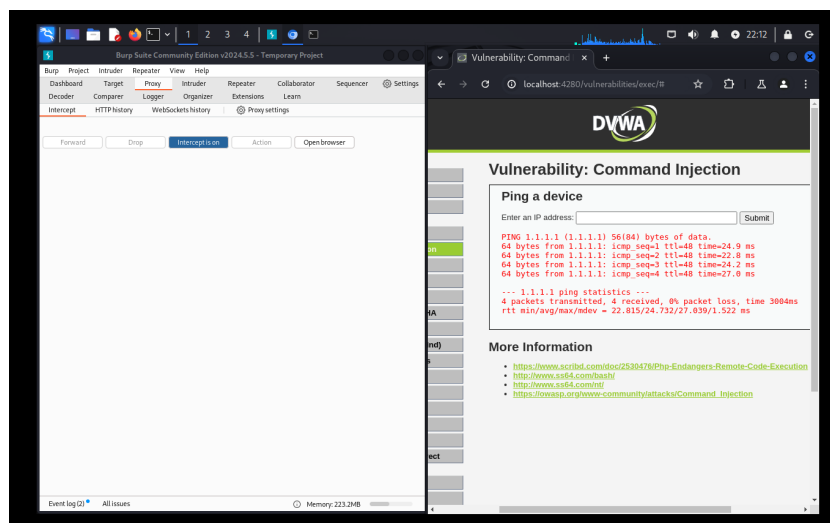 1 2 3 4
22:12
Burp Suite Community Edition v2024.5.5 - Temporary Project
Burp Project Intruder Repeater View Help
Dashboard Target Proxy Intruder Repeater Collaborator Sequencer Settings
Decoder Comparer Logger Organizer Extensions Learn
Intercept HTTP history WebSockets history Proxy settings
Forward Drop Intercept is on Action Open browser
Event log (2) All issues
Memory: 223.2MB
Vulnerability: Command
localhost:4280/vulnerabilities/exec/#
DVWA
on
HA
ind)
s
ect
Vulnerability: Command Injection
Ping a device
Enter an IP address: Submit
PING 1.1.1.1 (1.1.1.1) 56(84) bytes of data.
64 bytes from 1.1.1.1: icmp_seq=1 ttl=48 time=24.9 ms
64 bytes from 1.1.1.1: icmp_seq=2 ttl=48 time=22.8 ms
64 bytes from 1.1.1.1: icmp_seq=3 ttl=48 time=24.2 ms
64 bytes from 1.1.1.1: icmp_seq=4 ttl=48 time=27.0 ms
--- 1.1.1.1 ping statistics ---
4 packets transmitted, 4 received, 0% packet loss, time 3004ms
rtt min/avg/max/mdev = 22.815/24.732/27.039/1.522 ms
More Information
https://www.scribd.com/doc/2530476/Php-Endangers-Remote-Code-Execution
http://www.ss64.com/bash/
http://www.ss64.com/nt/
https://owasp.org/www-community/attacks/Command_Injection